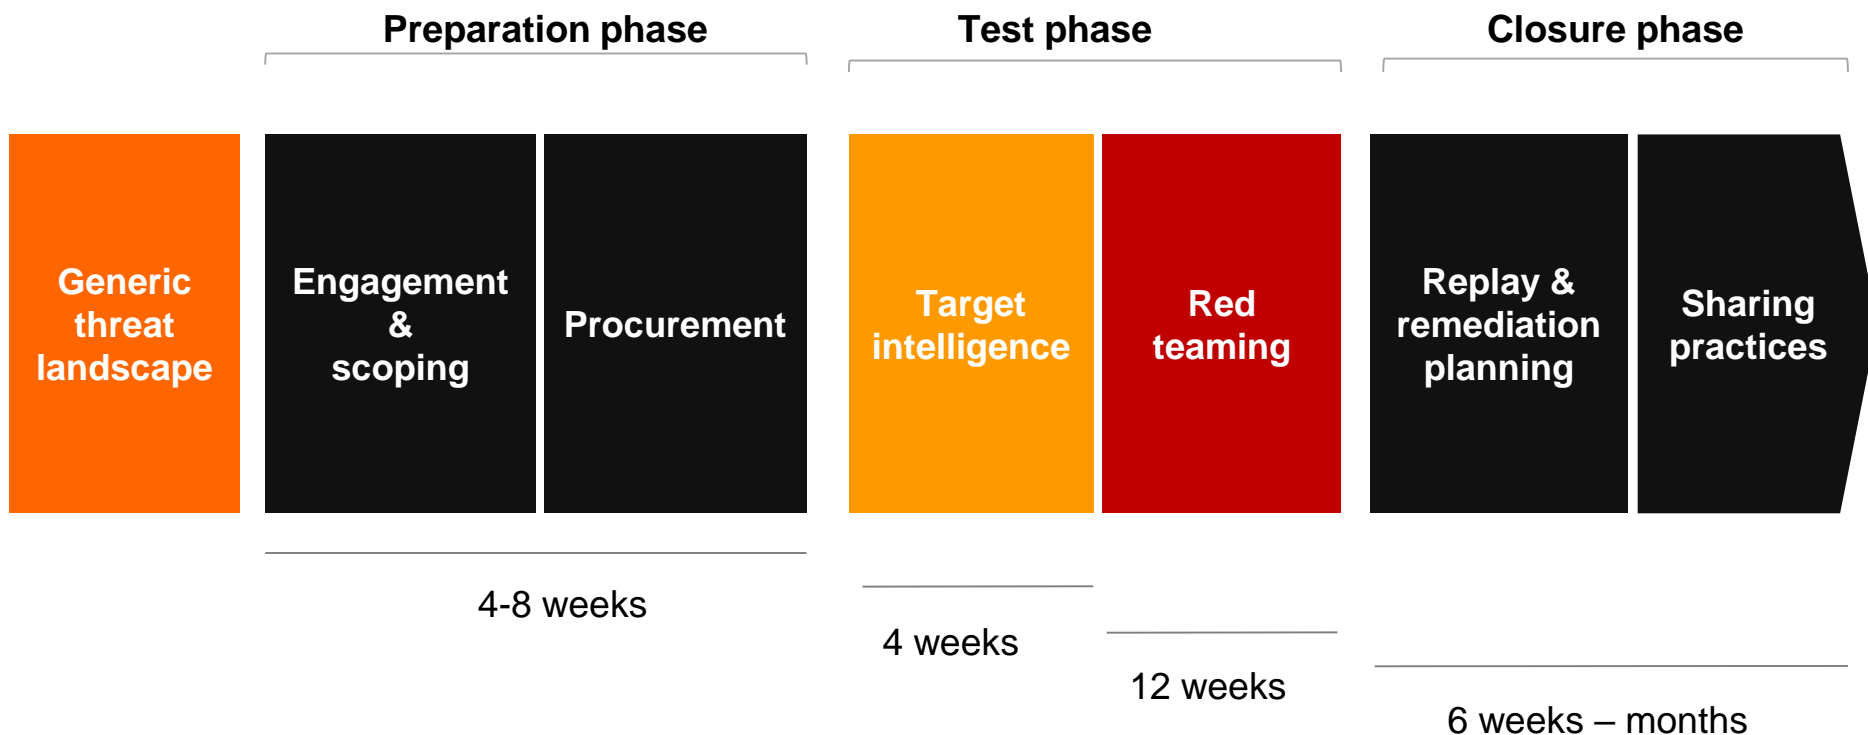 Preparation phase
Test phase
Closure phase
Generic
threat
landscape
Engagement
&
scoping
Procurement
Target
intelligence
Red
teaming
Replay &
remediation
planning
Sharing
practices
4-8 weeks
4 weeks
12 weeks
6 weeks – months